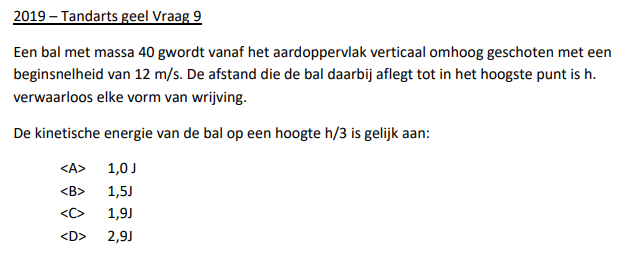 2019 – Tandarts geel Vraag 9
Een bal met massa 40 gwordt vanaf het aardoppervlak verticaal omhoog geschoten met een
beginsnelheid van 12 m/s. De afstand die de bal daarbij aflegt tot in het hoogste punt is h.
verwaarloos elke vorm van wrijving.
De kinetische energie van de bal op een hoogte h/3 is gelijk aan:
<A> 1,0 J
<B> 1,5J
<C> 1,9J
<D> 2,9J